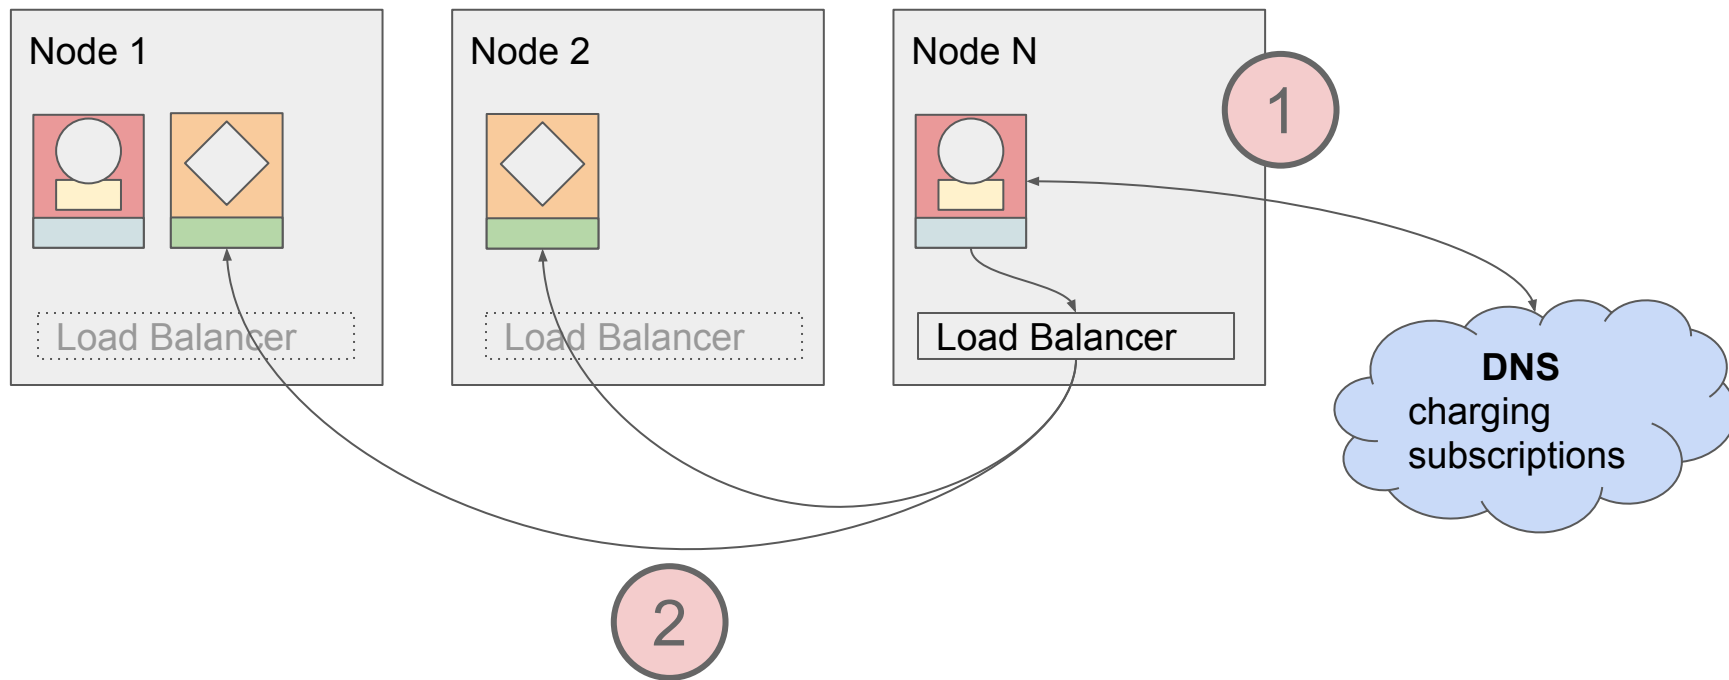 Node 1
Node 2
Node N
1
Load Balancer
Load Balancer
Load Balancer
DNS
charging
subscriptions
2